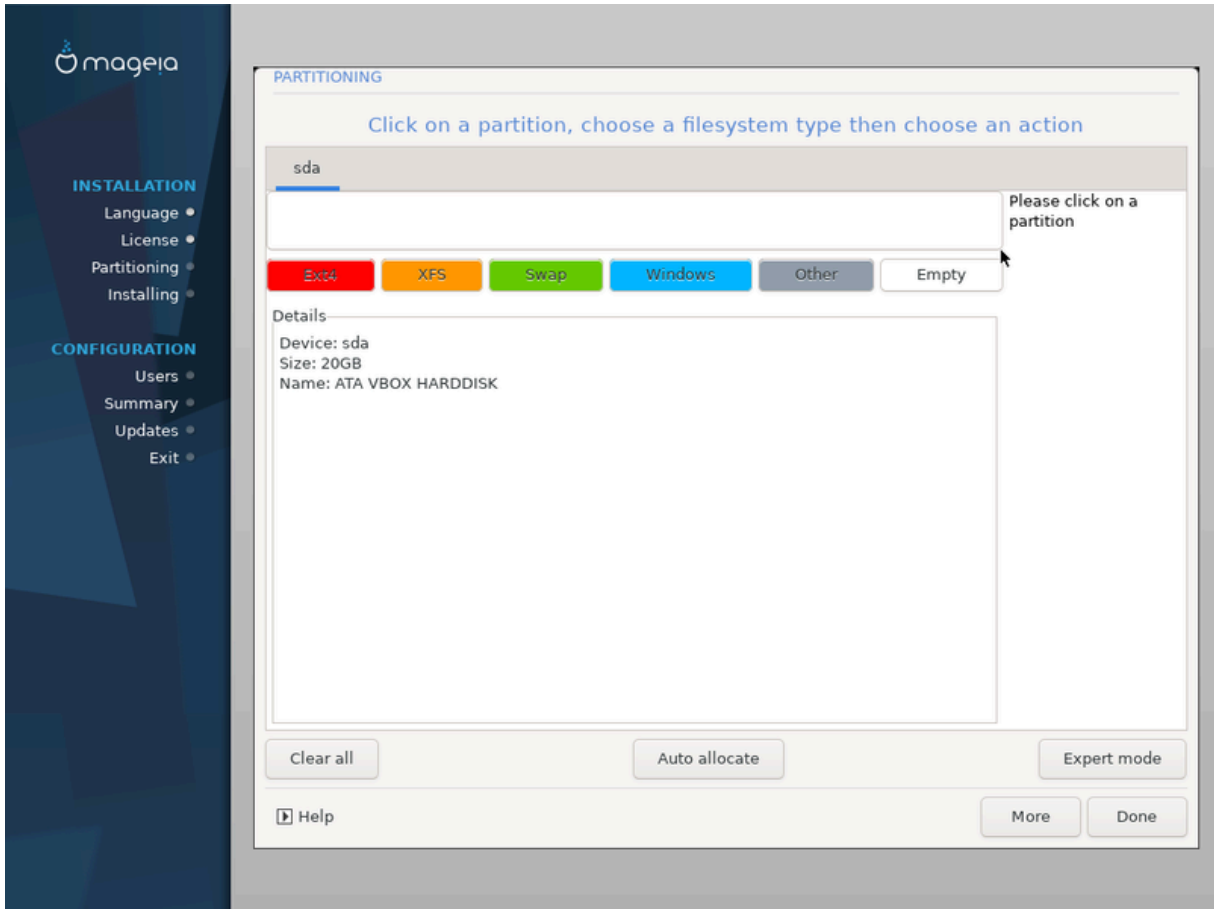 mageia
INSTALLATION
Language
License
Partitioning
Installing
CONFIGURATION
Users
Summary
Updates
Exit
PARTITIONING
Click on a partition, choose a filesystem type then choose an action
sda
Please click on a
partition
Ext4 XFS Swap Windows Other Empty
Details
Device: sda
Size: 20GB
Name: ATA VBOX HARDDISK
Clear all Auto allocate Expert mode
Help More Done